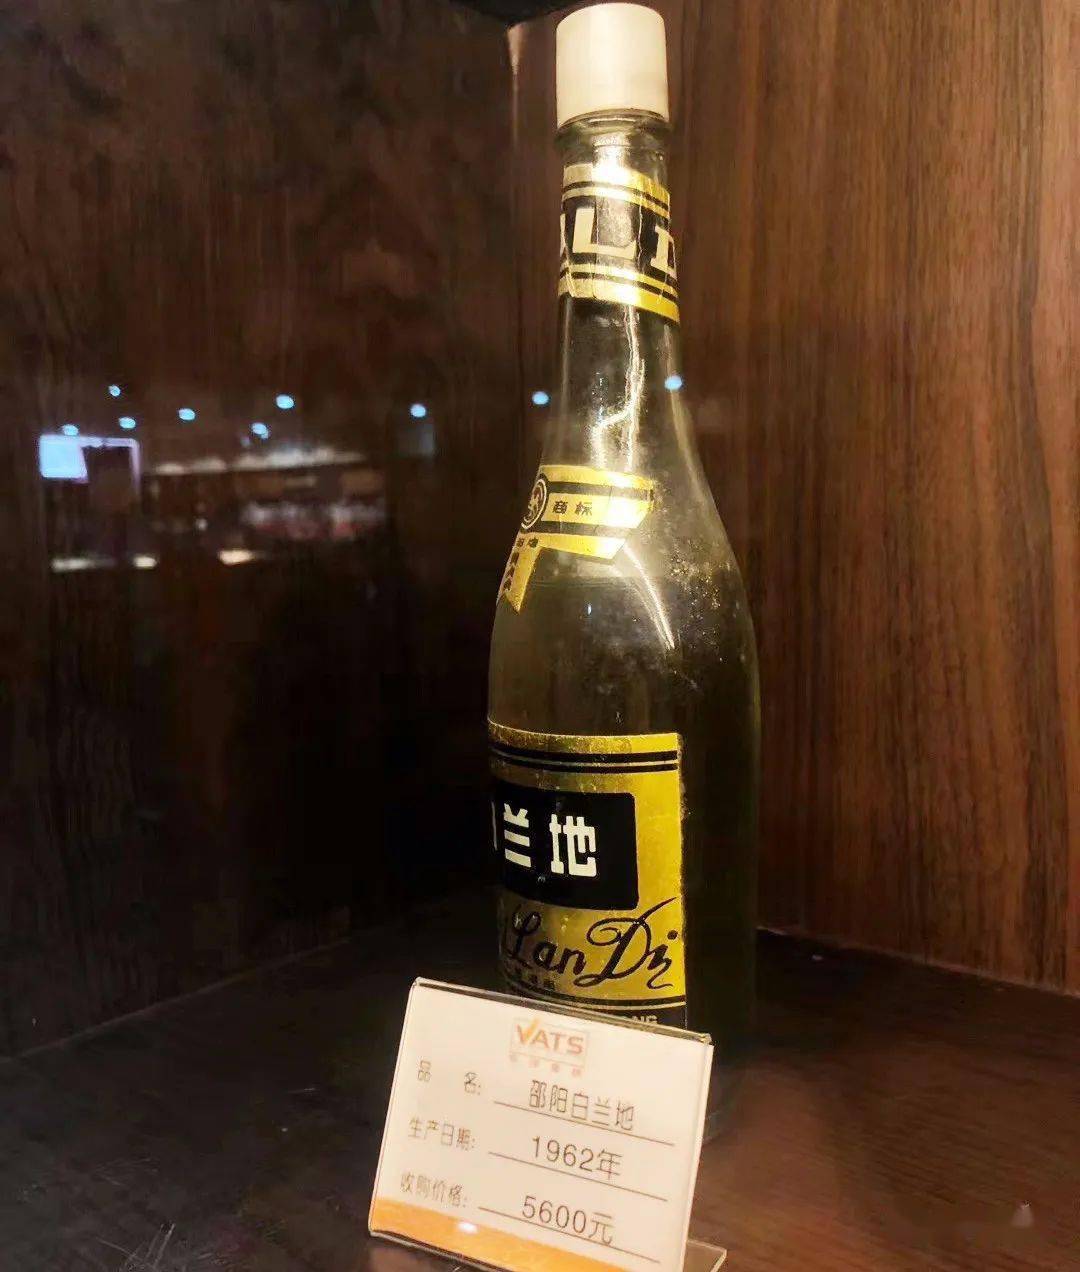 LD
商标
兰地
Lan Di
VATS
品 名: 邵阳白兰地
生产日期: 1962年
收购价格: 5600元